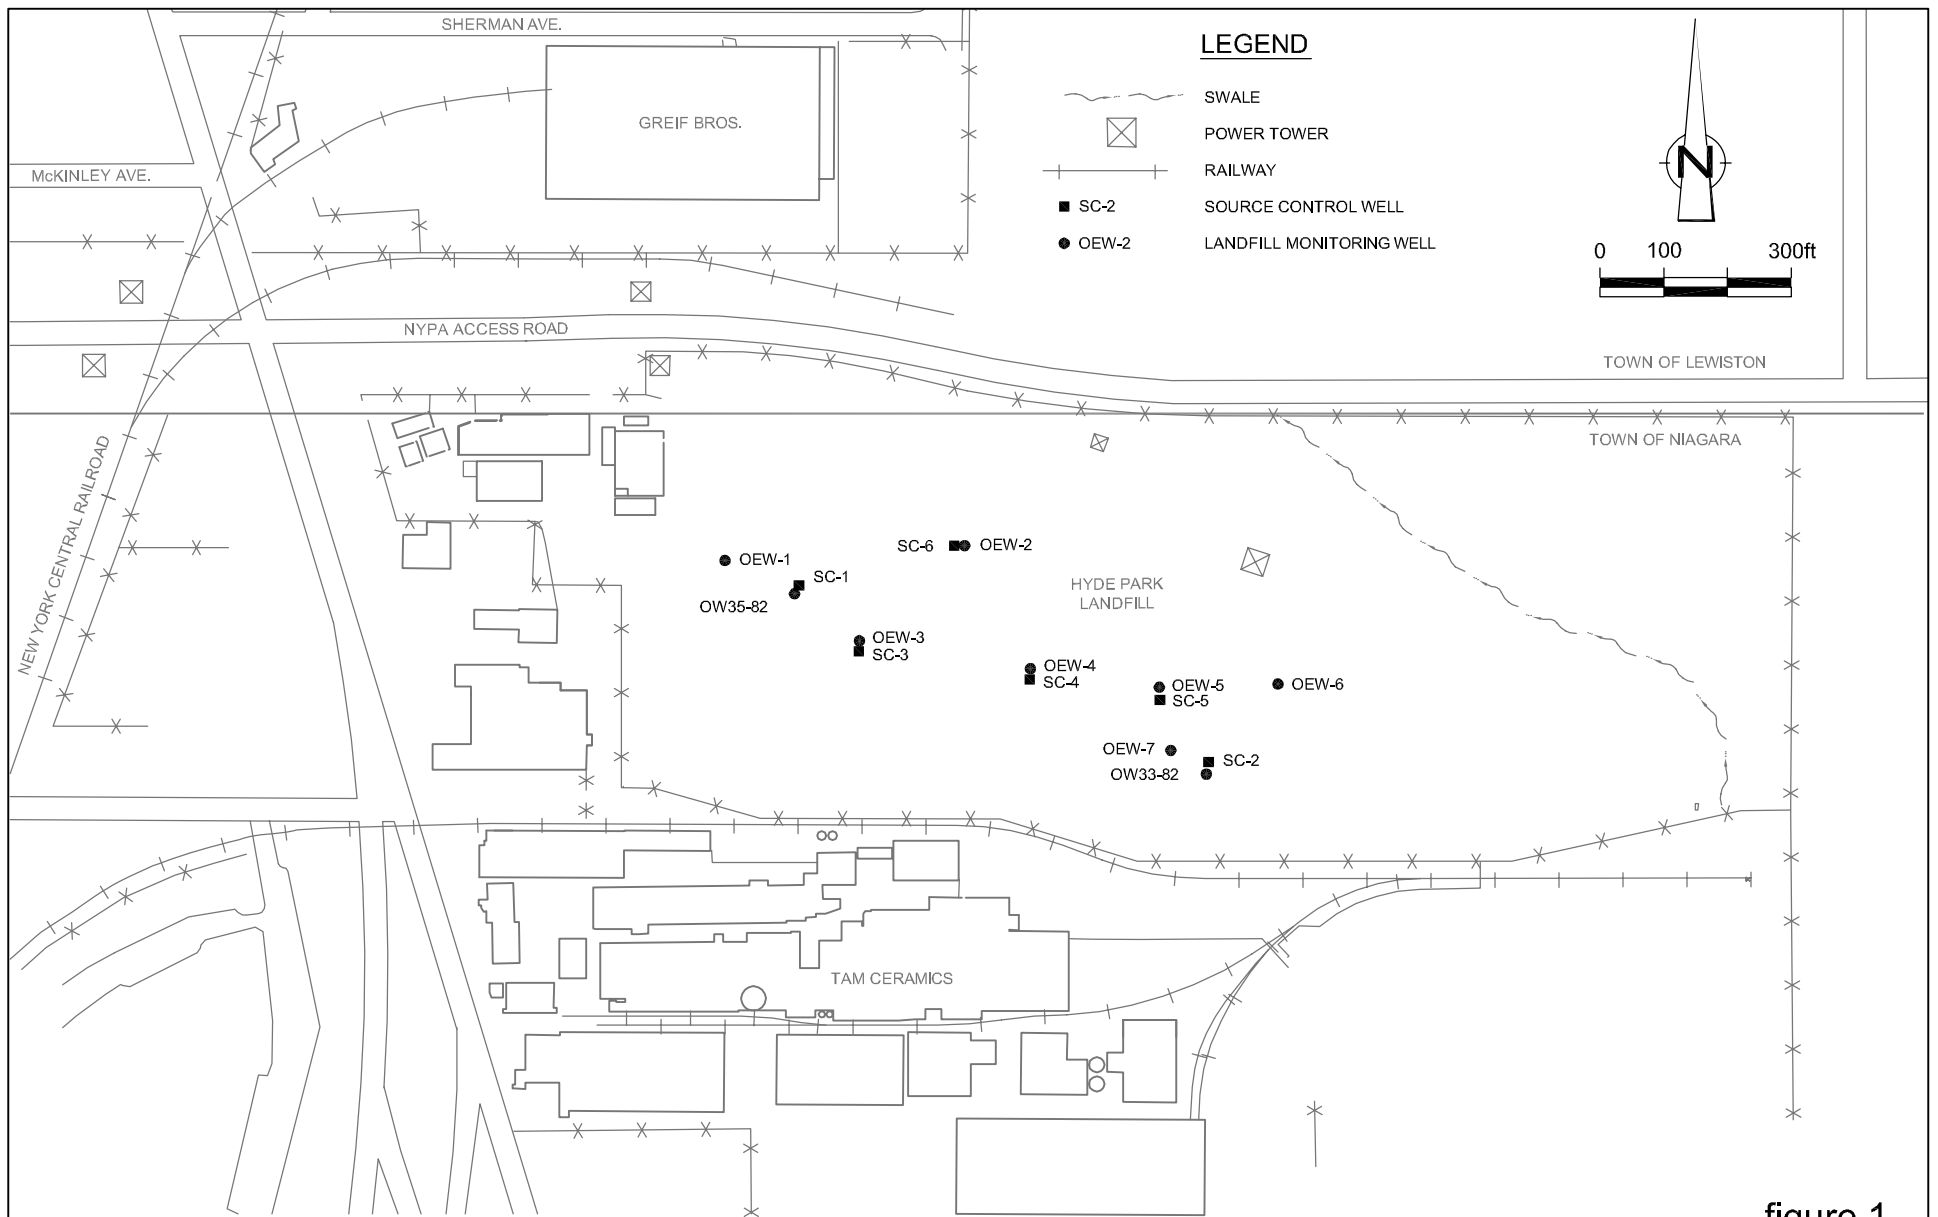 SHERMAN AVE.
LEGEND
SWALE
GREIF BROS.
POWER TOWER
McKINLEY AVE.
RAILWAY
N
SC-2 SOURCE CONTROL WELL
OEW-2 LANDFILL MONITORING WELL
0 100 300ft
NYPA ACCESS ROAD
TOWN OF LEWISTON
TOWN OF NIAGARA
NEW YORK CENTRAL RAILROAD
SC-6 OEW-2
OEW-1
SC-1
OW35-82
HYDE PARK
LANDFILL
OEW-3
SC-3
OEW-4
SC-4
OEW-5
SC-5
OEW-6
OEW-7
SC-2
OW33-82
TAM CERAMICS
figure 1